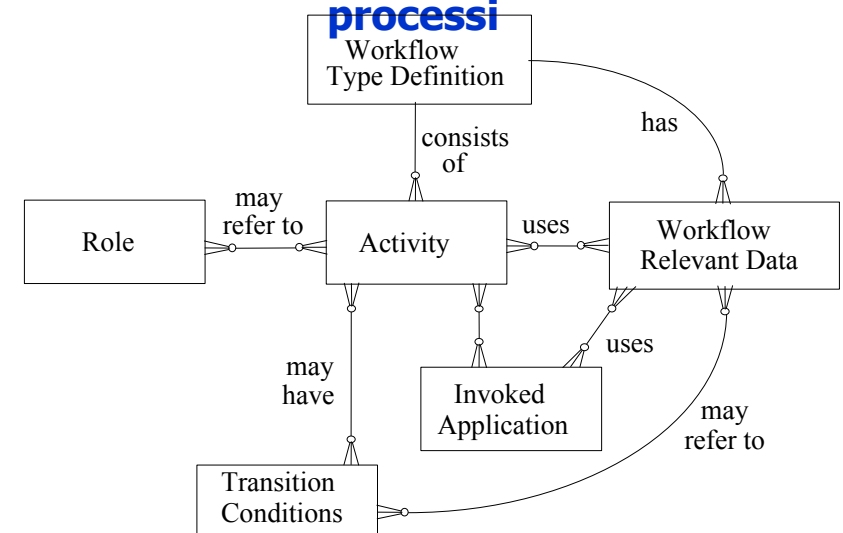 processi
Workflow
Type Definition
consists
of
has
may
refer to
Role
Activity
uses
Workflow
Relevant Data
may
have
uses
Invoked
Application
may
refer to
Transition
Conditions